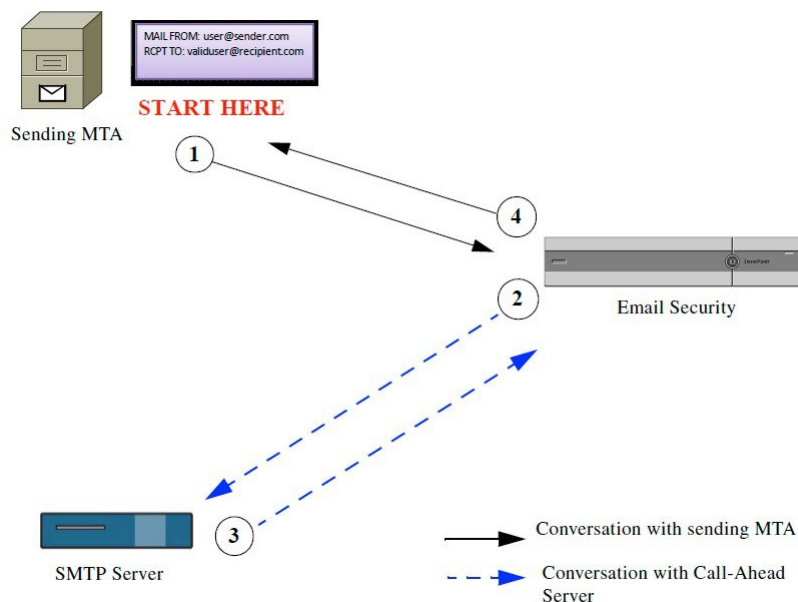 MAIL FROM: user@sender.com
RCPT TO: validuser@recipient.com
START HERE
Sending MTA
1
4
IRONPORT
2
Email Security
3
SMTP Server
Conversation with sending MTA
Conversation with Call-Ahead
Server